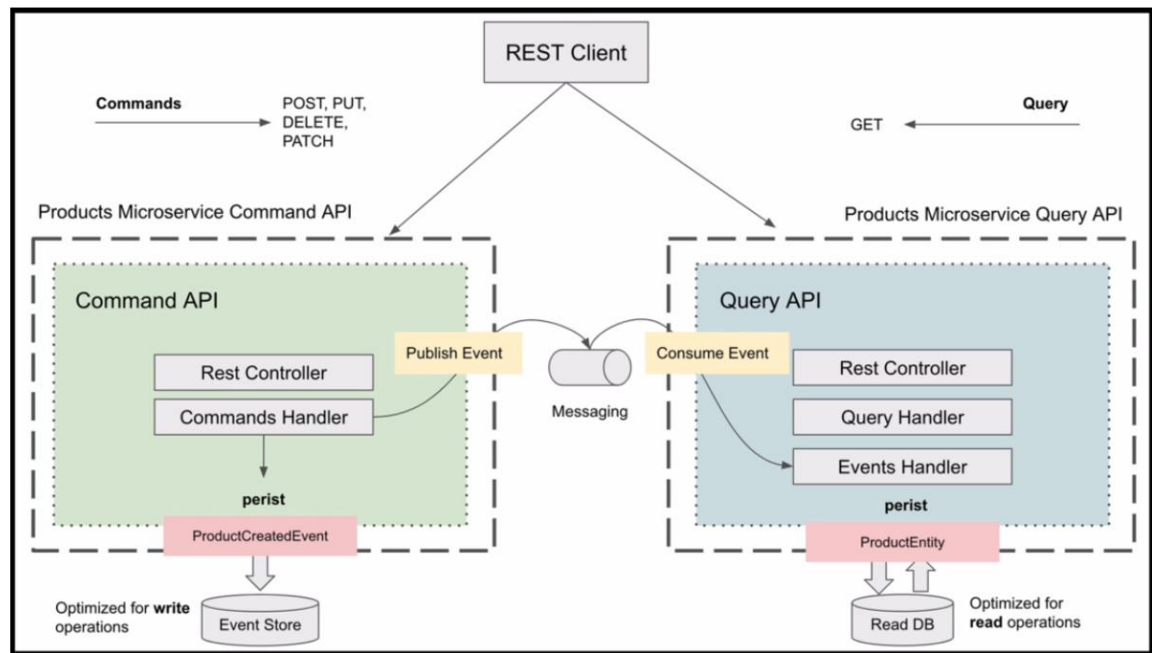 REST Client
Commands
POST, PUT,
DELETE,
PATCH
Query
GET
Products Microservice Command API
Products Microservice Query API
Command API
Publish Event
Rest Controller
Commands Handler
perist
ProductCreatedEvent
Optimized for write
operations
Event Store
Messaging
Query API
Consume Event
Rest Controller
Query Handler
Events Handler
perist
ProductEntity
Read DB
Optimized for
read operations